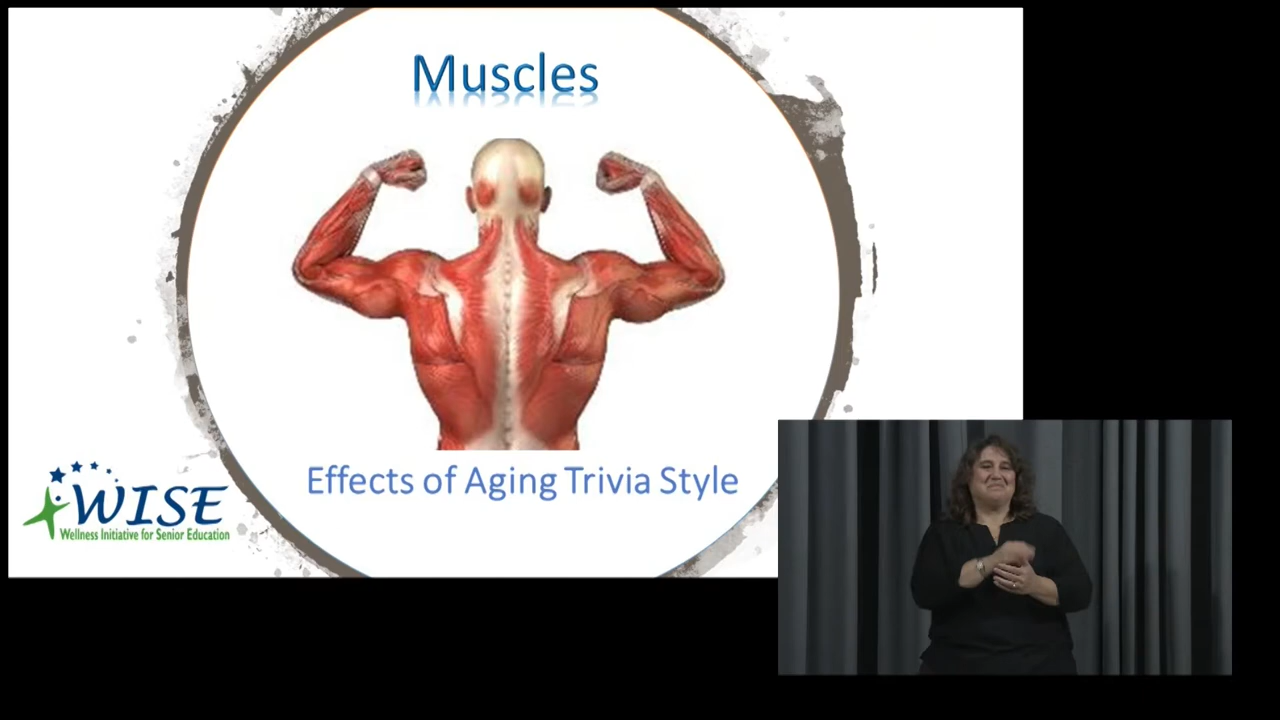 Muscles
Effects of Aging Trivia Style
WISE
Wellness Initiative for Senior Education